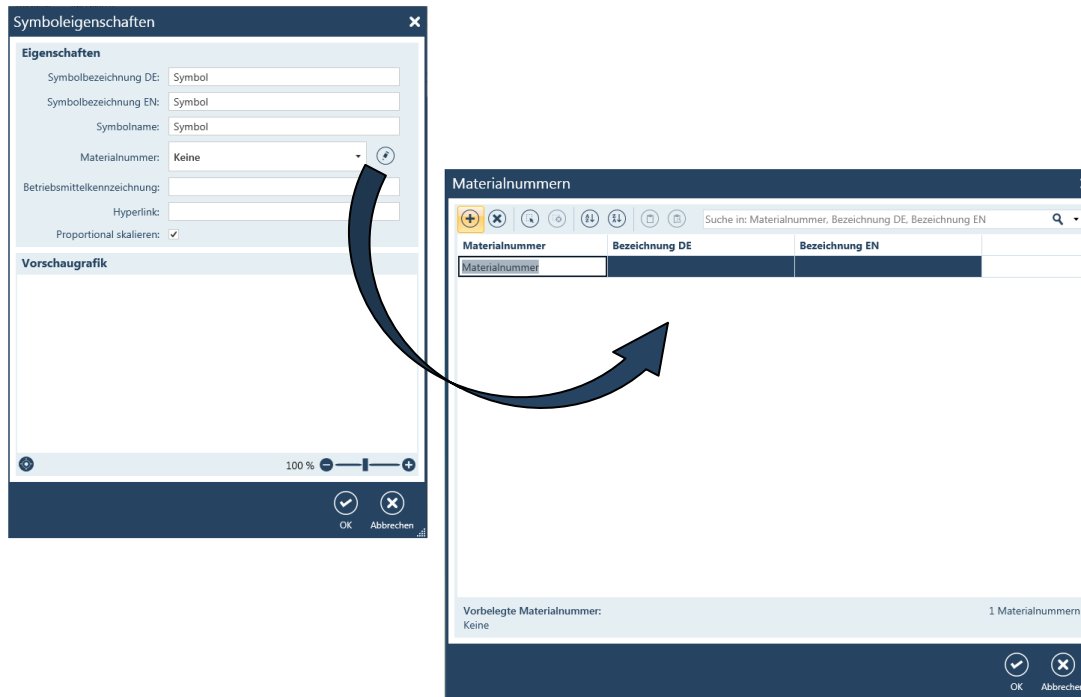 Symboleigenschaften
Eigenschaften
Symbolbezeichnung DE: Symbol
Symbolbezeichnung EN: Symbol
Symbolname: Symbol
Materialnummer: Keine
Betriebsmittelkennzeichnung:
Hyperlink:
Proportional skalieren:
Vorschaugrafik
100 %
OK Abbrechen
Materialnummern
Suche in: Materialnummer, Bezeichnung DE, Bezeichnung EN
Materialnummer Bezeichnung DE Bezeichnung EN
Materialnummer
Vorbelegte Materialnummer: 1 Materialnummern
Keine
OK Abbrechen